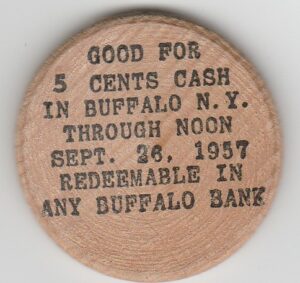 GOOD FOR
5 CENTS CASH
IN BUFFALO N.Y.
THROUGH NOON
SEPT. 26, 1957
REDEEMABLE IN
ANY BUFFALO BANK